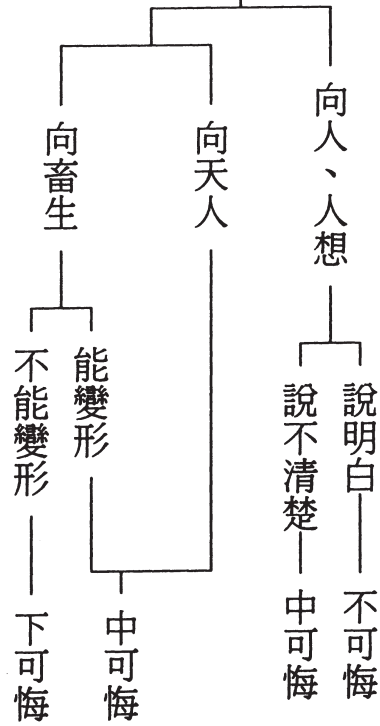 向人、人想
說明白
不可悔
說不清楚
中可悔
向天人
向畜生
能變形
中可悔
不能變形
下可悔